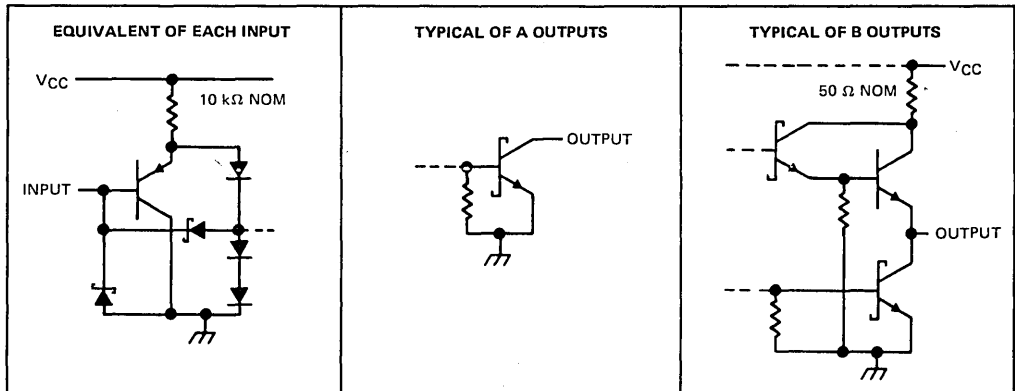 EQUIVALENT OF EACH INPUT
VCC
10 kΩ NOM
INPUT
TYPICAL OF A OUTPUTS
OUTPUT
TYPICAL OF B OUTPUTS
VCC
50 Ω NOM
OUTPUT